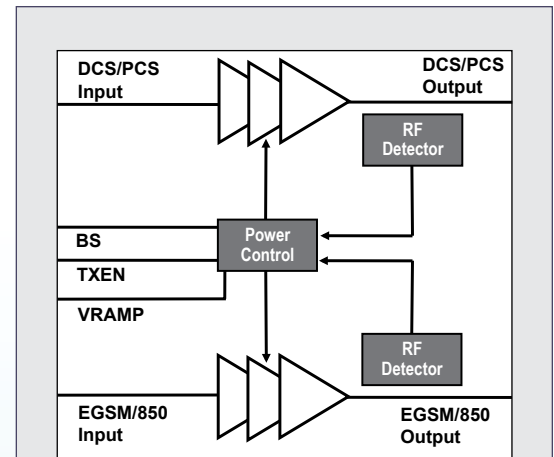 DCS/PCS
Input
DCS/PCS
Output
RF
Detector
BS
Power
Control
TXEN
VRAMP
RF
Detector
EGSM/850
Input
EGSM/850
Output